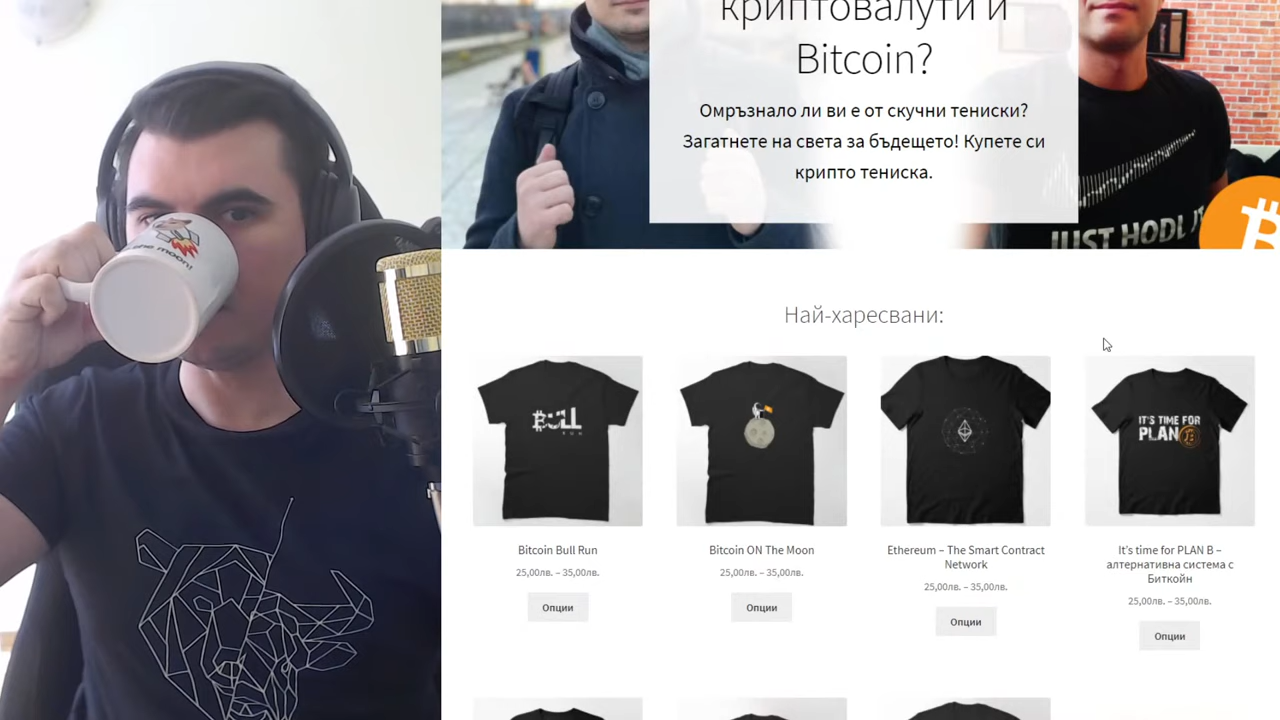 криптовалути и
Bitcoin?
Омръзнало ли ви е от скучни тениски?
Загатнете на света за бъдещето! Купете си
крипто тениска.
JUST HODL IT
the moon!
Най-харесвани:
BULL
RUN
IT'S TIME FOR
PLAN B
Bitcoin Bull Run
25,00лв. – 35,00лв.
Опции
Bitcoin ON The Moon
25,00лв. – 35,00лв.
Опции
Ethereum – The Smart Contract
Network
25,00лв. – 35,00лв.
Опции
It's time for PLAN B –
алтернативна система с
Биткойн
25,00лв. – 35,00лв.
Опции